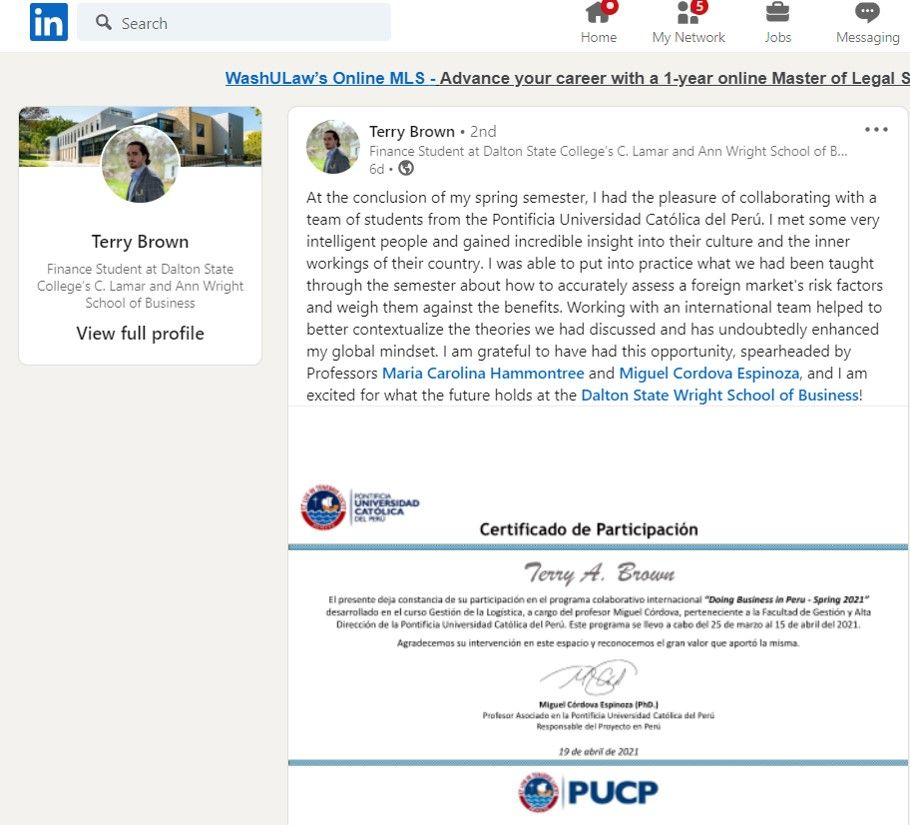 in
Search
5
Home
My Network
Jobs
Messaging
WashULaw's Online MLS - Advance your career with a 1-year online Master of Legal S
Terry Brown
Finance Student at Dalton State
College's C. Lamar and Ann Wright
School of Business
View full profile
Terry Brown • 2nd
Finance Student at Dalton State College's C. Lamar and Ann Wright School of B...
6d •
At the conclusion of my spring semester, I had the pleasure of collaborating with a
team of students from the Pontificia Universidad Católica del Perú. I met some very
intelligent people and gained incredible insight into their culture and the inner
workings of their country. I was able to put into practice what we had been taught
through the semester about how to accurately assess a foreign market's risk factors
and weigh them against the benefits. Working with an international team helped to
better contextualize the theories we had discussed and has undoubtedly enhanced
my global mindset. I am grateful to have had this opportunity, spearheaded by
Professors Maria Carolina Hammontree and Miguel Cordova Espinoza, and I am
excited for what the future holds at the Dalton State Wright School of Business!
PONTIFICIA
UNIVERSIDAD
CATÓLICA
DEL PERÚ
Certificado de Participación
Terry A. Brown
El presente deja constancia de su participación en el programa colaborativo internacional "Doing Business in Peru - Spring 2021"
desarrollado en el curso Gestión de la Logística, a cargo del profesor Miguel Córdova, perteneciente a la Facultad de Gestión y Alta
Dirección de la Pontificia Universidad Católica del Perú. Este programa se llevo a cabo del 25 de marzo al 15 de abril del 2021.
Agradecemos su intervención en este espacio y reconocemos el gran valor que aportó la misma.
Miguel Córdova Espinoza (PhD.)
Profesor Asociado en la Pontificia Universidad Católica del Perú
Responsable del Proyecto en Perú
19 de abril de 2021
PUCP